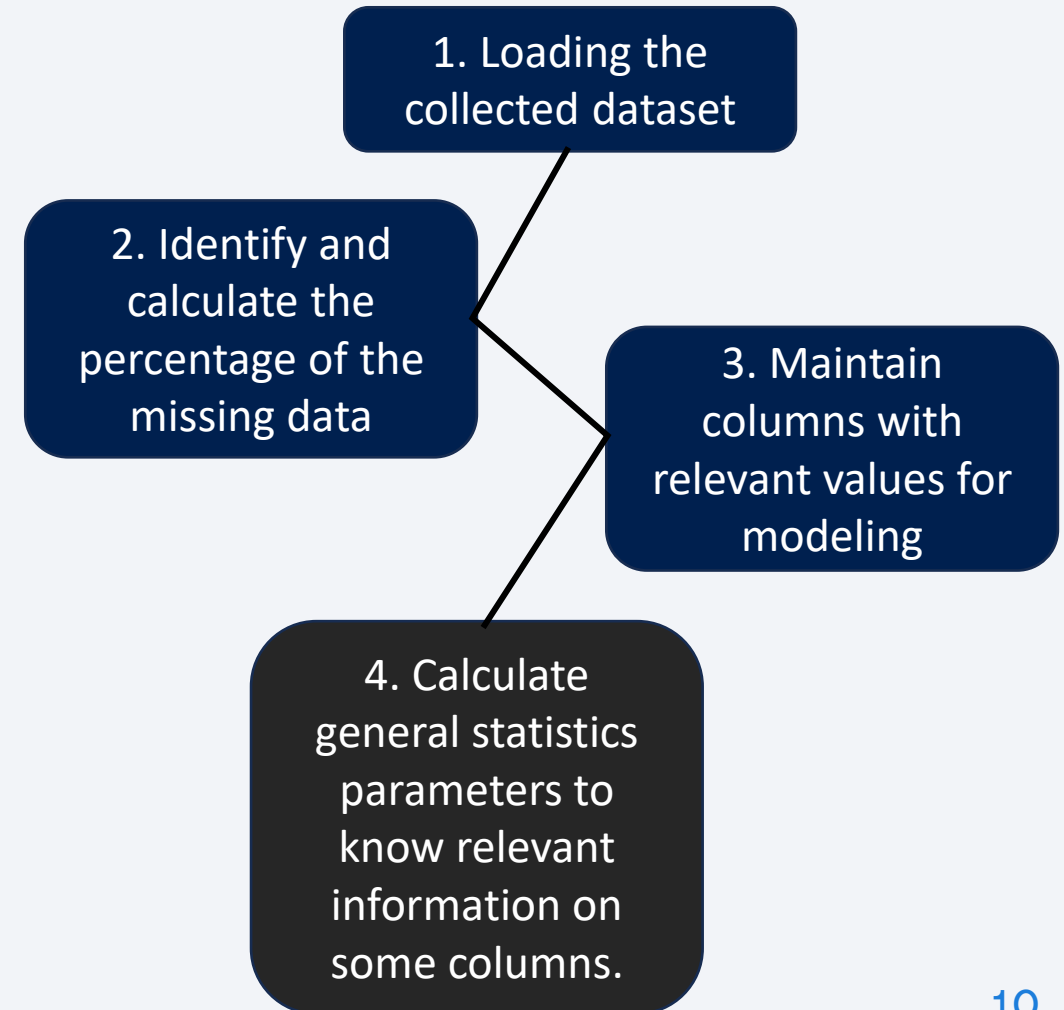 1. Loading the
collected dataset
2. Identify and
calculate the
percentage of the
missing data
3. Maintain
columns with
relevant values for
modeling
4. Calculate
general statistics
parameters to
know relevant
information on
some columns.
10